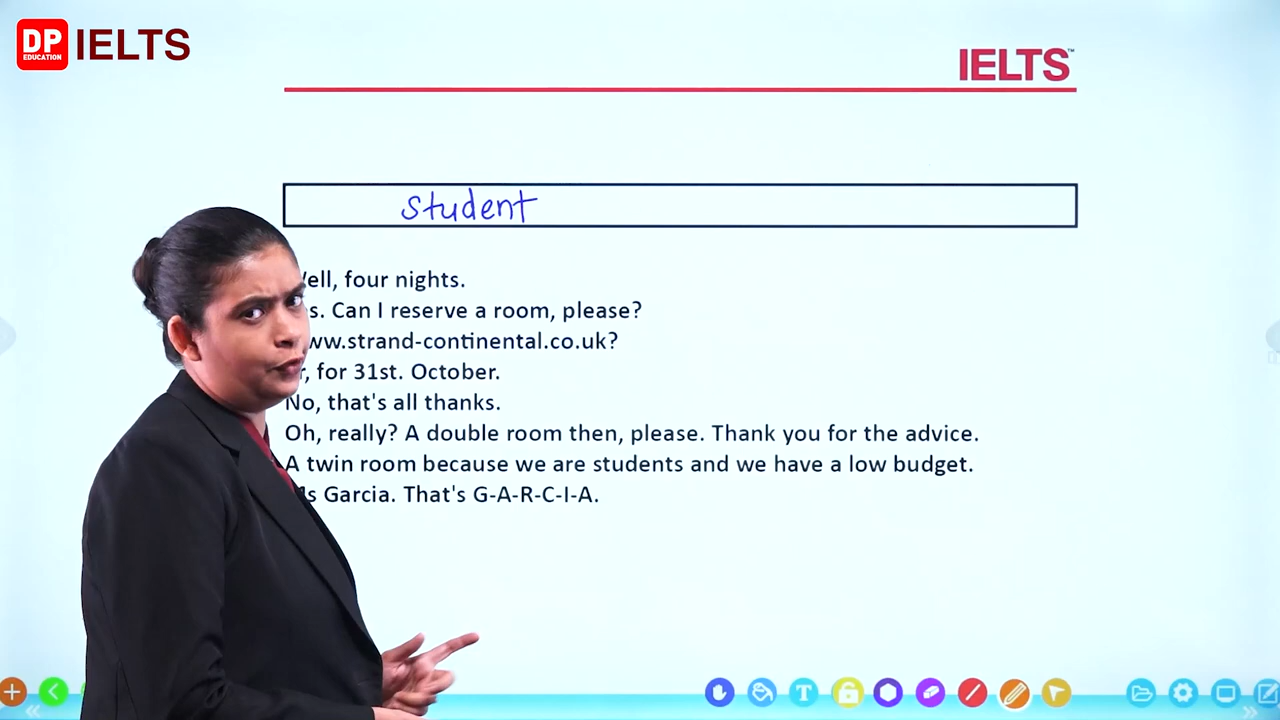 DP
EDUCATION
IELTS
IELTS™
Student
ell, four nights.
s. Can I reserve a room, please?
ww.strand-continental.co.uk?
r, for 31st. October.
No, that's all thanks.
Oh, really? A double room then, please. Thank you for the advice.
A twin room because we are students and we have a low budget.
s Garcia. That's G-A-R-C-I-A.
T